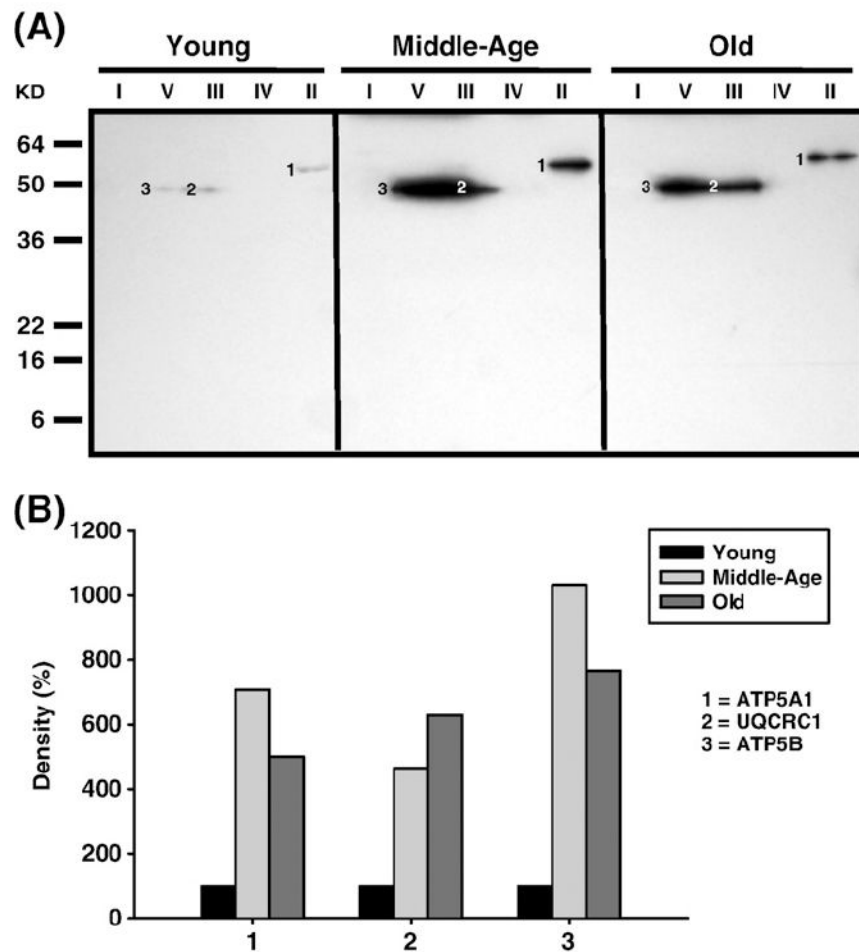 (A)
Young Middle-Age Old
KD I V III IV II I V III IV II I V III IV II
64
50
36
22
16
6
1
3 2
1
3 2
1
3 2
(B)
1200
1000
800
600
400
200
0
Density (%)
1 2 3
Young
Middle-Age
Old
1 = ATP5A1
2 = UQCRC1
3 = ATP5B